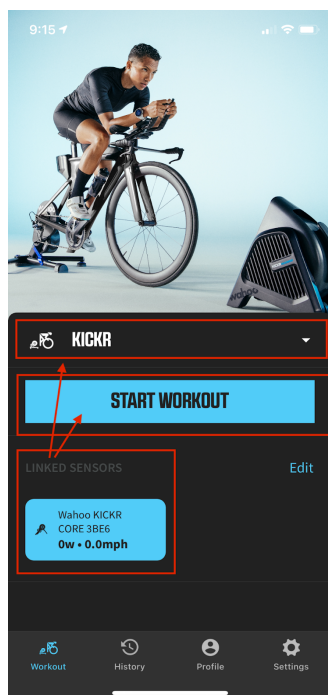 9:15
wahoo
KICKR
START WORKOUT
LINKED SENSORS
Edit
Wahoo KICKR
CORE 3BE6
0w • 0.0mph
Workout
History
Profile
Settings